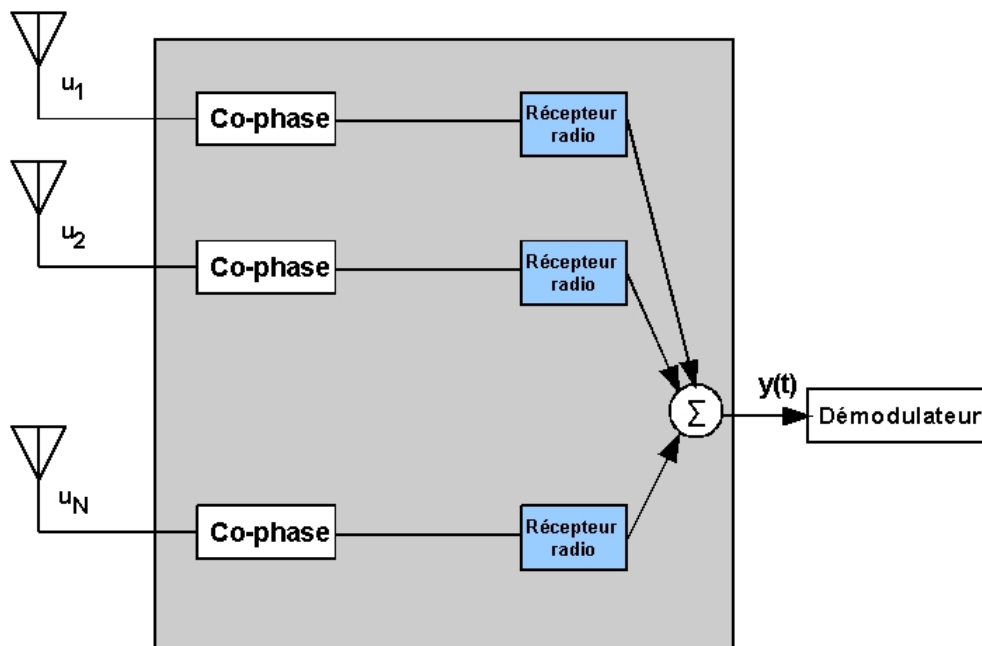 u1
Co-phase
Récepteur
radio
u2
Co-phase
Récepteur
radio
y(t)
Σ
Démodulateur
uN
Co-phase
Récepteur
radio